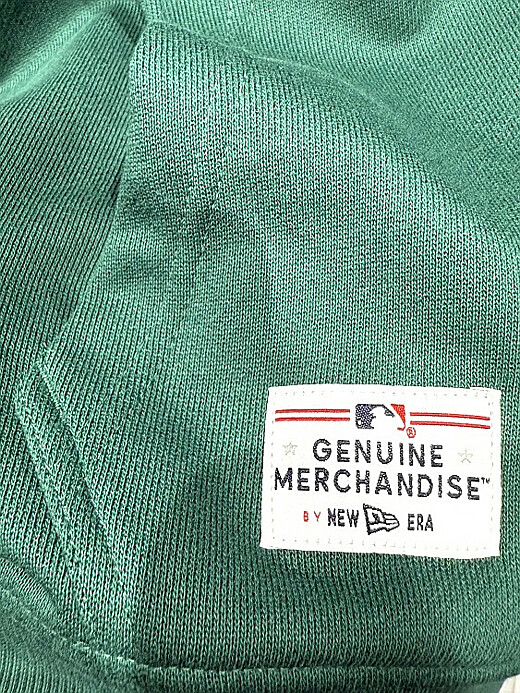 ®
GENUINE
MERCHANDISE™
BY NEW ERA